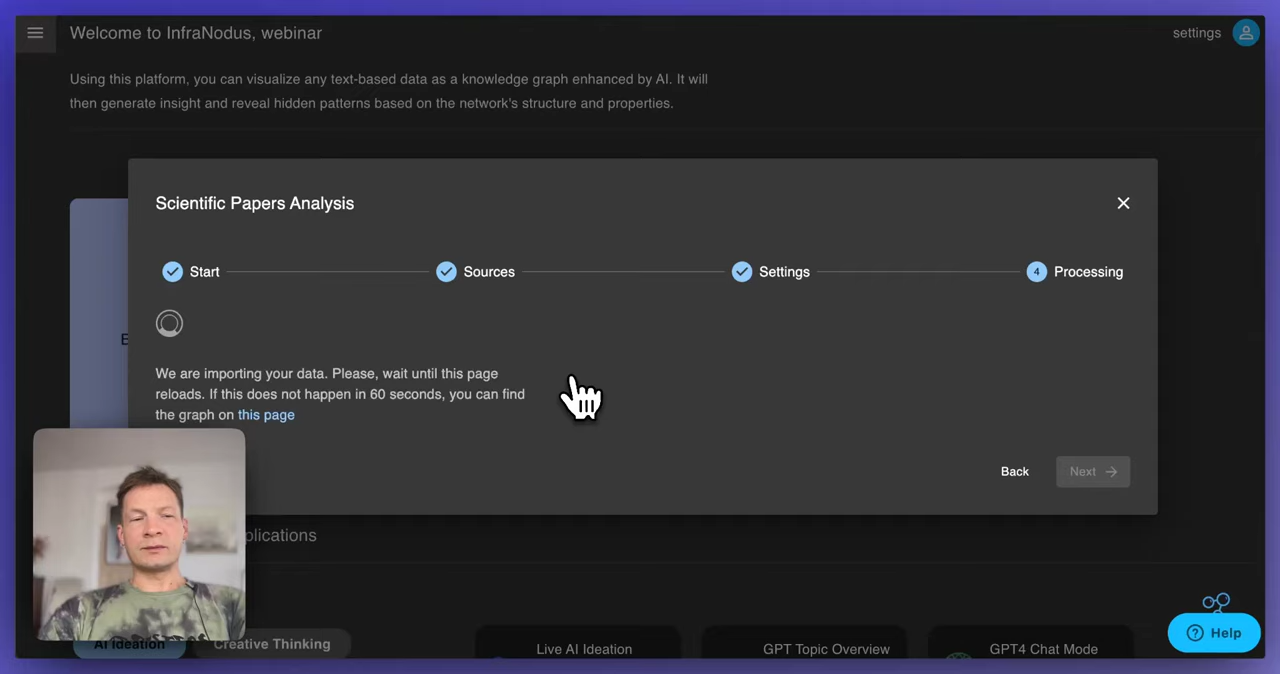 Welcome to InfraNodus, webinar
settings
Using this platform, you can visualize any text-based data as a knowledge graph enhanced by AI. It will
then generate insight and reveal hidden patterns based on the network's structure and properties.
Scientific Papers Analysis
Start
Sources
Settings
4 Processing
We are importing your data. Please, wait until this page
reloads. If this does not happen in 60 seconds, you can find
the graph on this page
Back
Next
AI Ideation
Creative Thinking
Live AI Ideation
GPT Topic Overview
GPT4 Chat Mode
Help